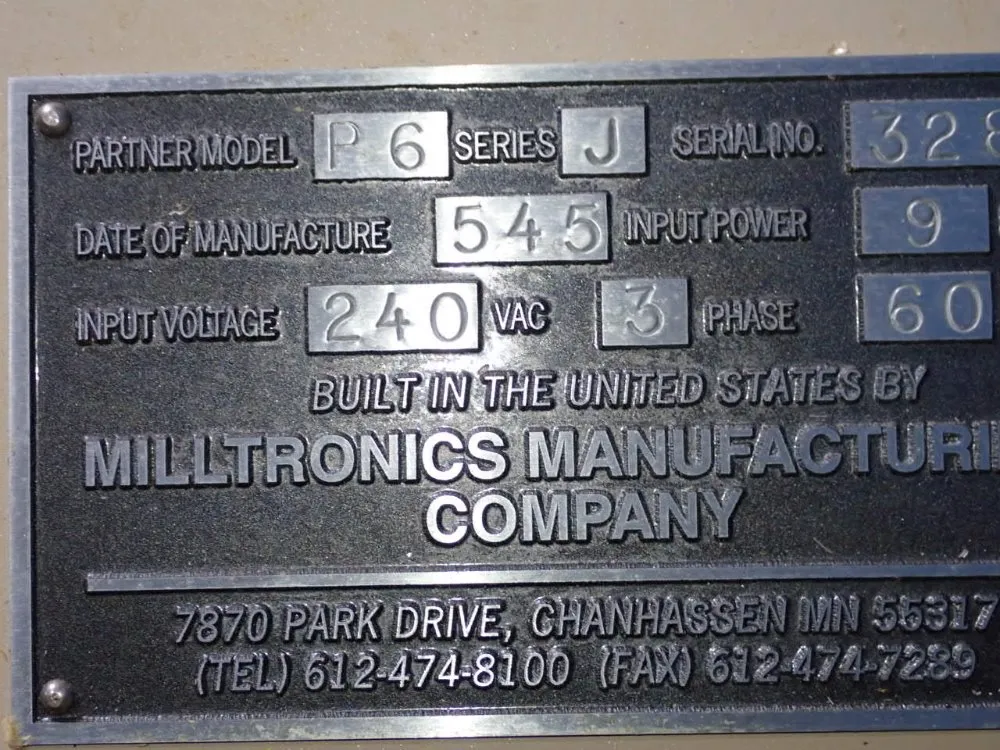 PARTNER MODEL P6 SERIES J SERIAL NO. 328
DATE OF MANUFACTURE 545 INPUT POWER 9
INPUT VOLTAGE 240 VAC 3 PHASE 60
BUILT IN THE UNITED STATES BY
MILLTRONICS MANUFACTURI
COMPANY
7870 PARK DRIVE, CHANHASSEN MN 55317
(TEL) 612-474-8100 (FAX) 612-474-7289